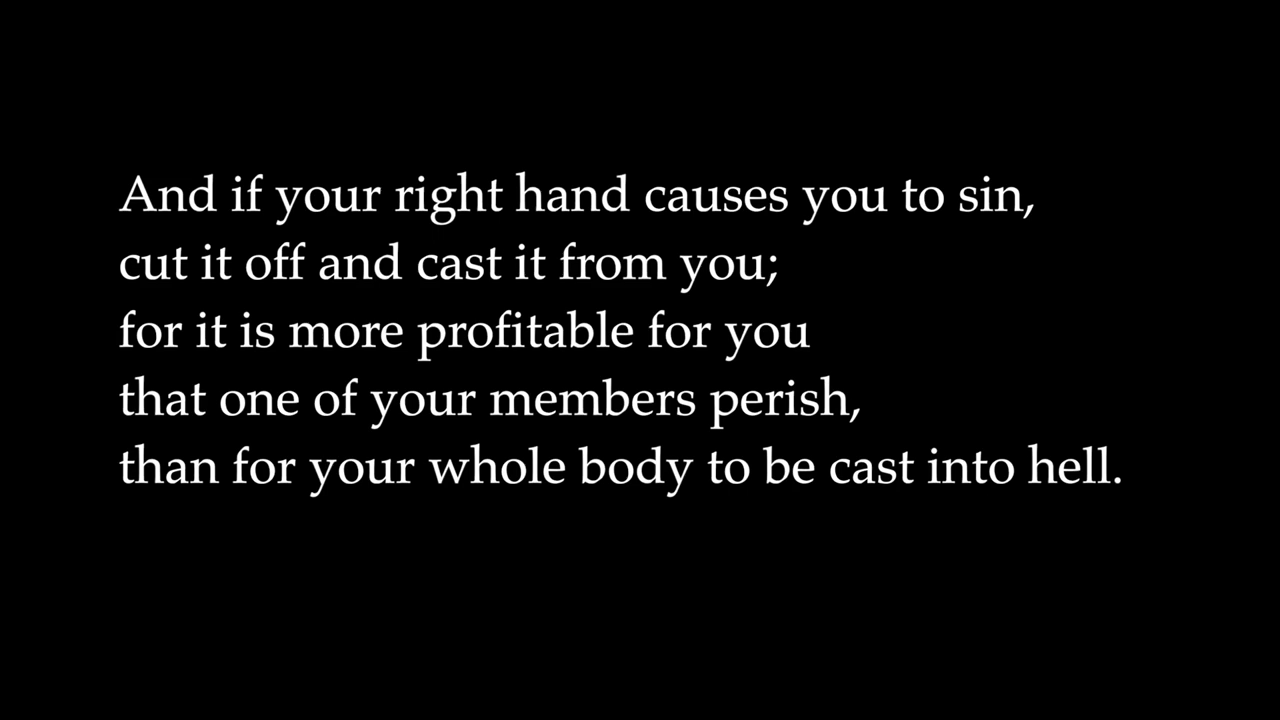 And if your right hand causes you to sin,
cut it off and cast it from you;
for it is more profitable for you
that one of your members perish,
than for your whole body to be cast into hell.